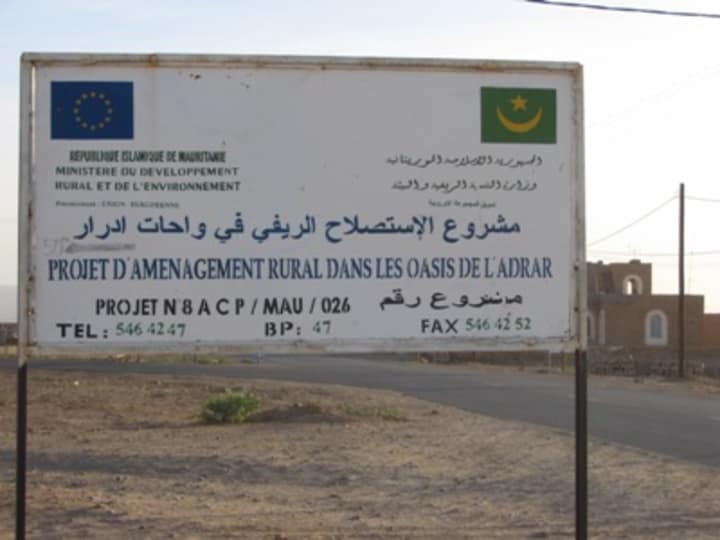 REPUBLIQUE ISLAMIQUE DE MAURITANIE
الجمهورية الإسلامية الموريتانية
MINISTERE DU DEVELOPPEMENT
RURAL ET DE L'ENVIRONNEMENT
وزارة التنمية الريفية والبيئة
UNION EUROPEENNE
مشروع الإستصلاح الريفي في واحات ادرار
PROJET D'AMENAGEMENT RURAL DANS LES OASIS DE L'ADRAR
PROJET N°8 A C P / MAU / 026 مشروع رقم
TEL: 546 42 47 BP: 47 FAX 546 42 52